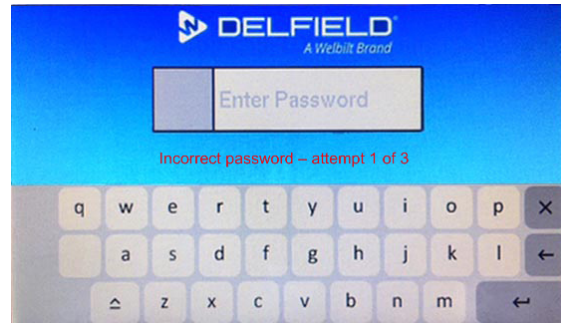 DELFIELD
A Welbilt Brand
Enter Password
Incorrect password – attempt 1 of 3
q w e r t y u i o p ×
a s d f g h j k l ←
z x c v b n m ↵